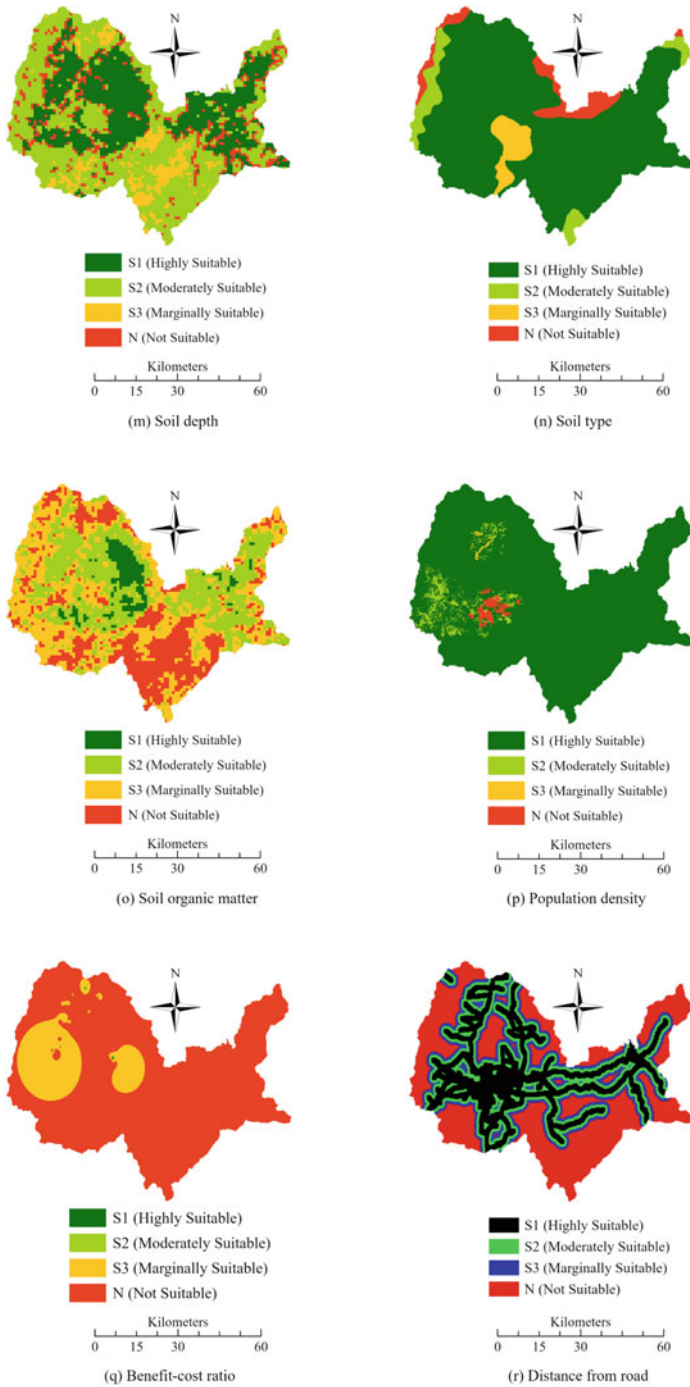 N
S1 (Highly Suitable)
S2 (Moderately Suitable)
S3 (Marginally Suitable)
N (Not Suitable)
Kilometers
0 15 30 60
(m) Soil depth
N
S1 (Highly Suitable)
S2 (Moderately Suitable)
S3 (Marginally Suitable)
N (Not Suitable)
Kilometers
0 15 30 60
(n) Soil type
N
S1 (Highly Suitable)
S2 (Moderately Suitable)
S3 (Marginally Suitable)
N (Not Suitable)
Kilometers
0 15 30 60
(o) Soil organic matter
N
S1 (Highly Suitable)
S2 (Moderately Suitable)
S3 (Marginally Suitable)
N (Not Suitable)
Kilometers
0 15 30 60
(p) Population density
N
S1 (Highly Suitable)
S2 (Moderately Suitable)
S3 (Marginally Suitable)
N (Not Suitable)
Kilometers
0 15 30 60
(q) Benefit-cost ratio
N
S1 (Highly Suitable)
S2 (Moderately Suitable)
S3 (Marginally Suitable)
N (Not Suitable)
Kilometers
0 15 30 60
(r) Distance from road